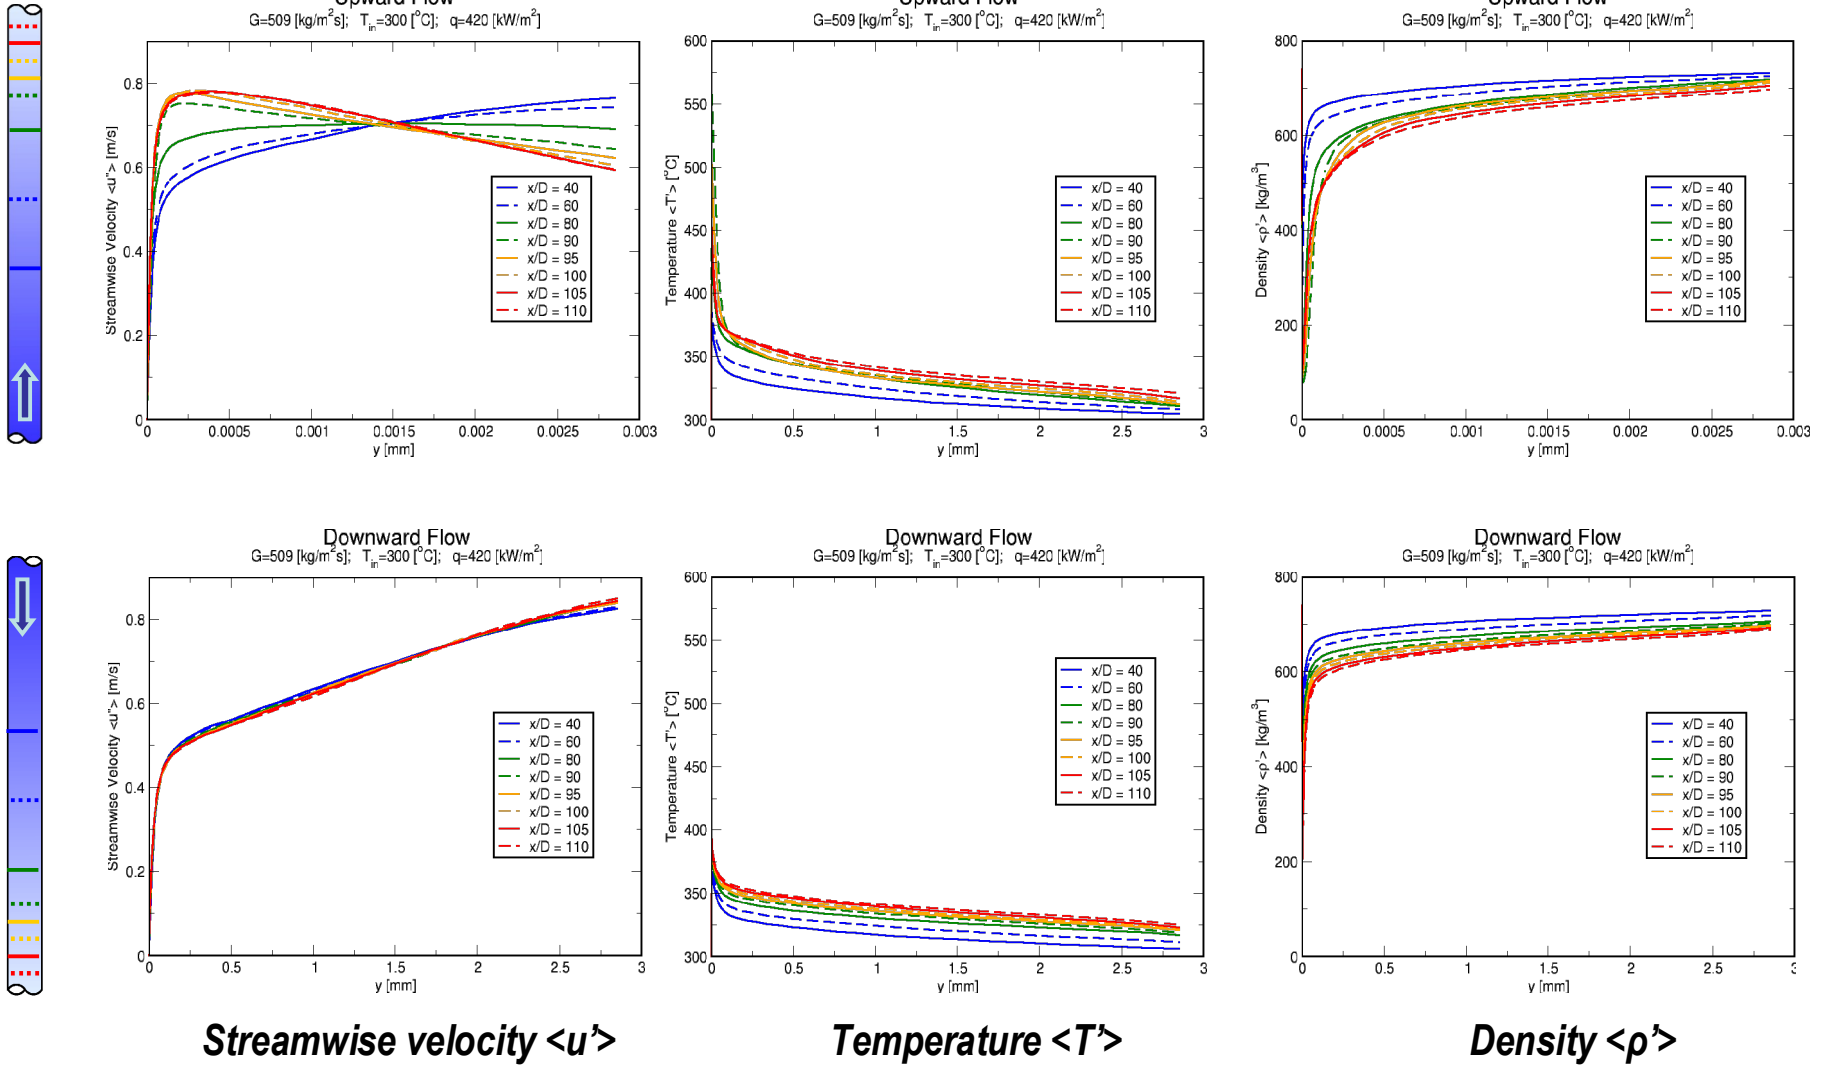 Upward Flow
G=509 [kg/m²s]; T_in=300 [°C]; q=420 [kW/m²]
Streamwise Velocity <u'> [m/s]
0.8
0.6
0.4
0.2
0
0 0.0005 0.001 0.0015 0.002 0.0025 0.003
y [mm]
x/D = 40
x/D = 60
x/D = 80
x/D = 90
x/D = 95
x/D = 100
x/D = 105
x/D = 110
Upward Flow
G=509 [kg/m²s]; T_in=300 [°C]; q=420 [kW/m²]
Temperature <T'> [°C]
600
550
500
450
400
350
300
0 0.5 1 1.5 2 2.5 3
y [mm]
x/D = 40
x/D = 60
x/D = 80
x/D = 90
x/D = 95
x/D = 100
x/D = 105
x/D = 110
Upward Flow
G=509 [kg/m²s]; T_in=300 [°C]; q=420 [kW/m²]
Density <ρ'> [kg/m³]
800
600
400
200
0
0 0.0005 0.001 0.0015 0.002 0.0025 0.003
y [mm]
x/D = 40
x/D = 60
x/D = 80
x/D = 90
x/D = 95
x/D = 100
x/D = 105
x/D = 110
Downward Flow
G=509 [kg/m²s]; T_in=300 [°C]; q=420 [kW/m²]
Streamwise Velocity <u'> [m/s]
0.8
0.6
0.4
0.2
0
0 0.5 1 1.5 2 2.5 3
y [mm]
x/D = 40
x/D = 60
x/D = 80
x/D = 90
x/D = 95
x/D = 100
x/D = 105
x/D = 110
Downward Flow
G=509 [kg/m²s]; T_in=300 [°C]; q=420 [kW/m²]
Temperature <T'> [°C]
600
550
500
450
400
350
300
0 0.5 1 1.5 2 2.5 3
y [mm]
x/D = 40
x/D = 60
x/D = 80
x/D = 90
x/D = 95
x/D = 100
x/D = 105
x/D = 110
Downward Flow
G=509 [kg/m²s]; T_in=300 [°C]; q=420 [kW/m²]
Density <ρ'> [kg/m³]
800
600
400
200
0
0 0.5 1 1.5 2 2.5 3
y [mm]
x/D = 40
x/D = 60
x/D = 80
x/D = 90
x/D = 95
x/D = 100
x/D = 105
x/D = 110
Streamwise velocity <u'>
Temperature <T'>
Density <ρ'>